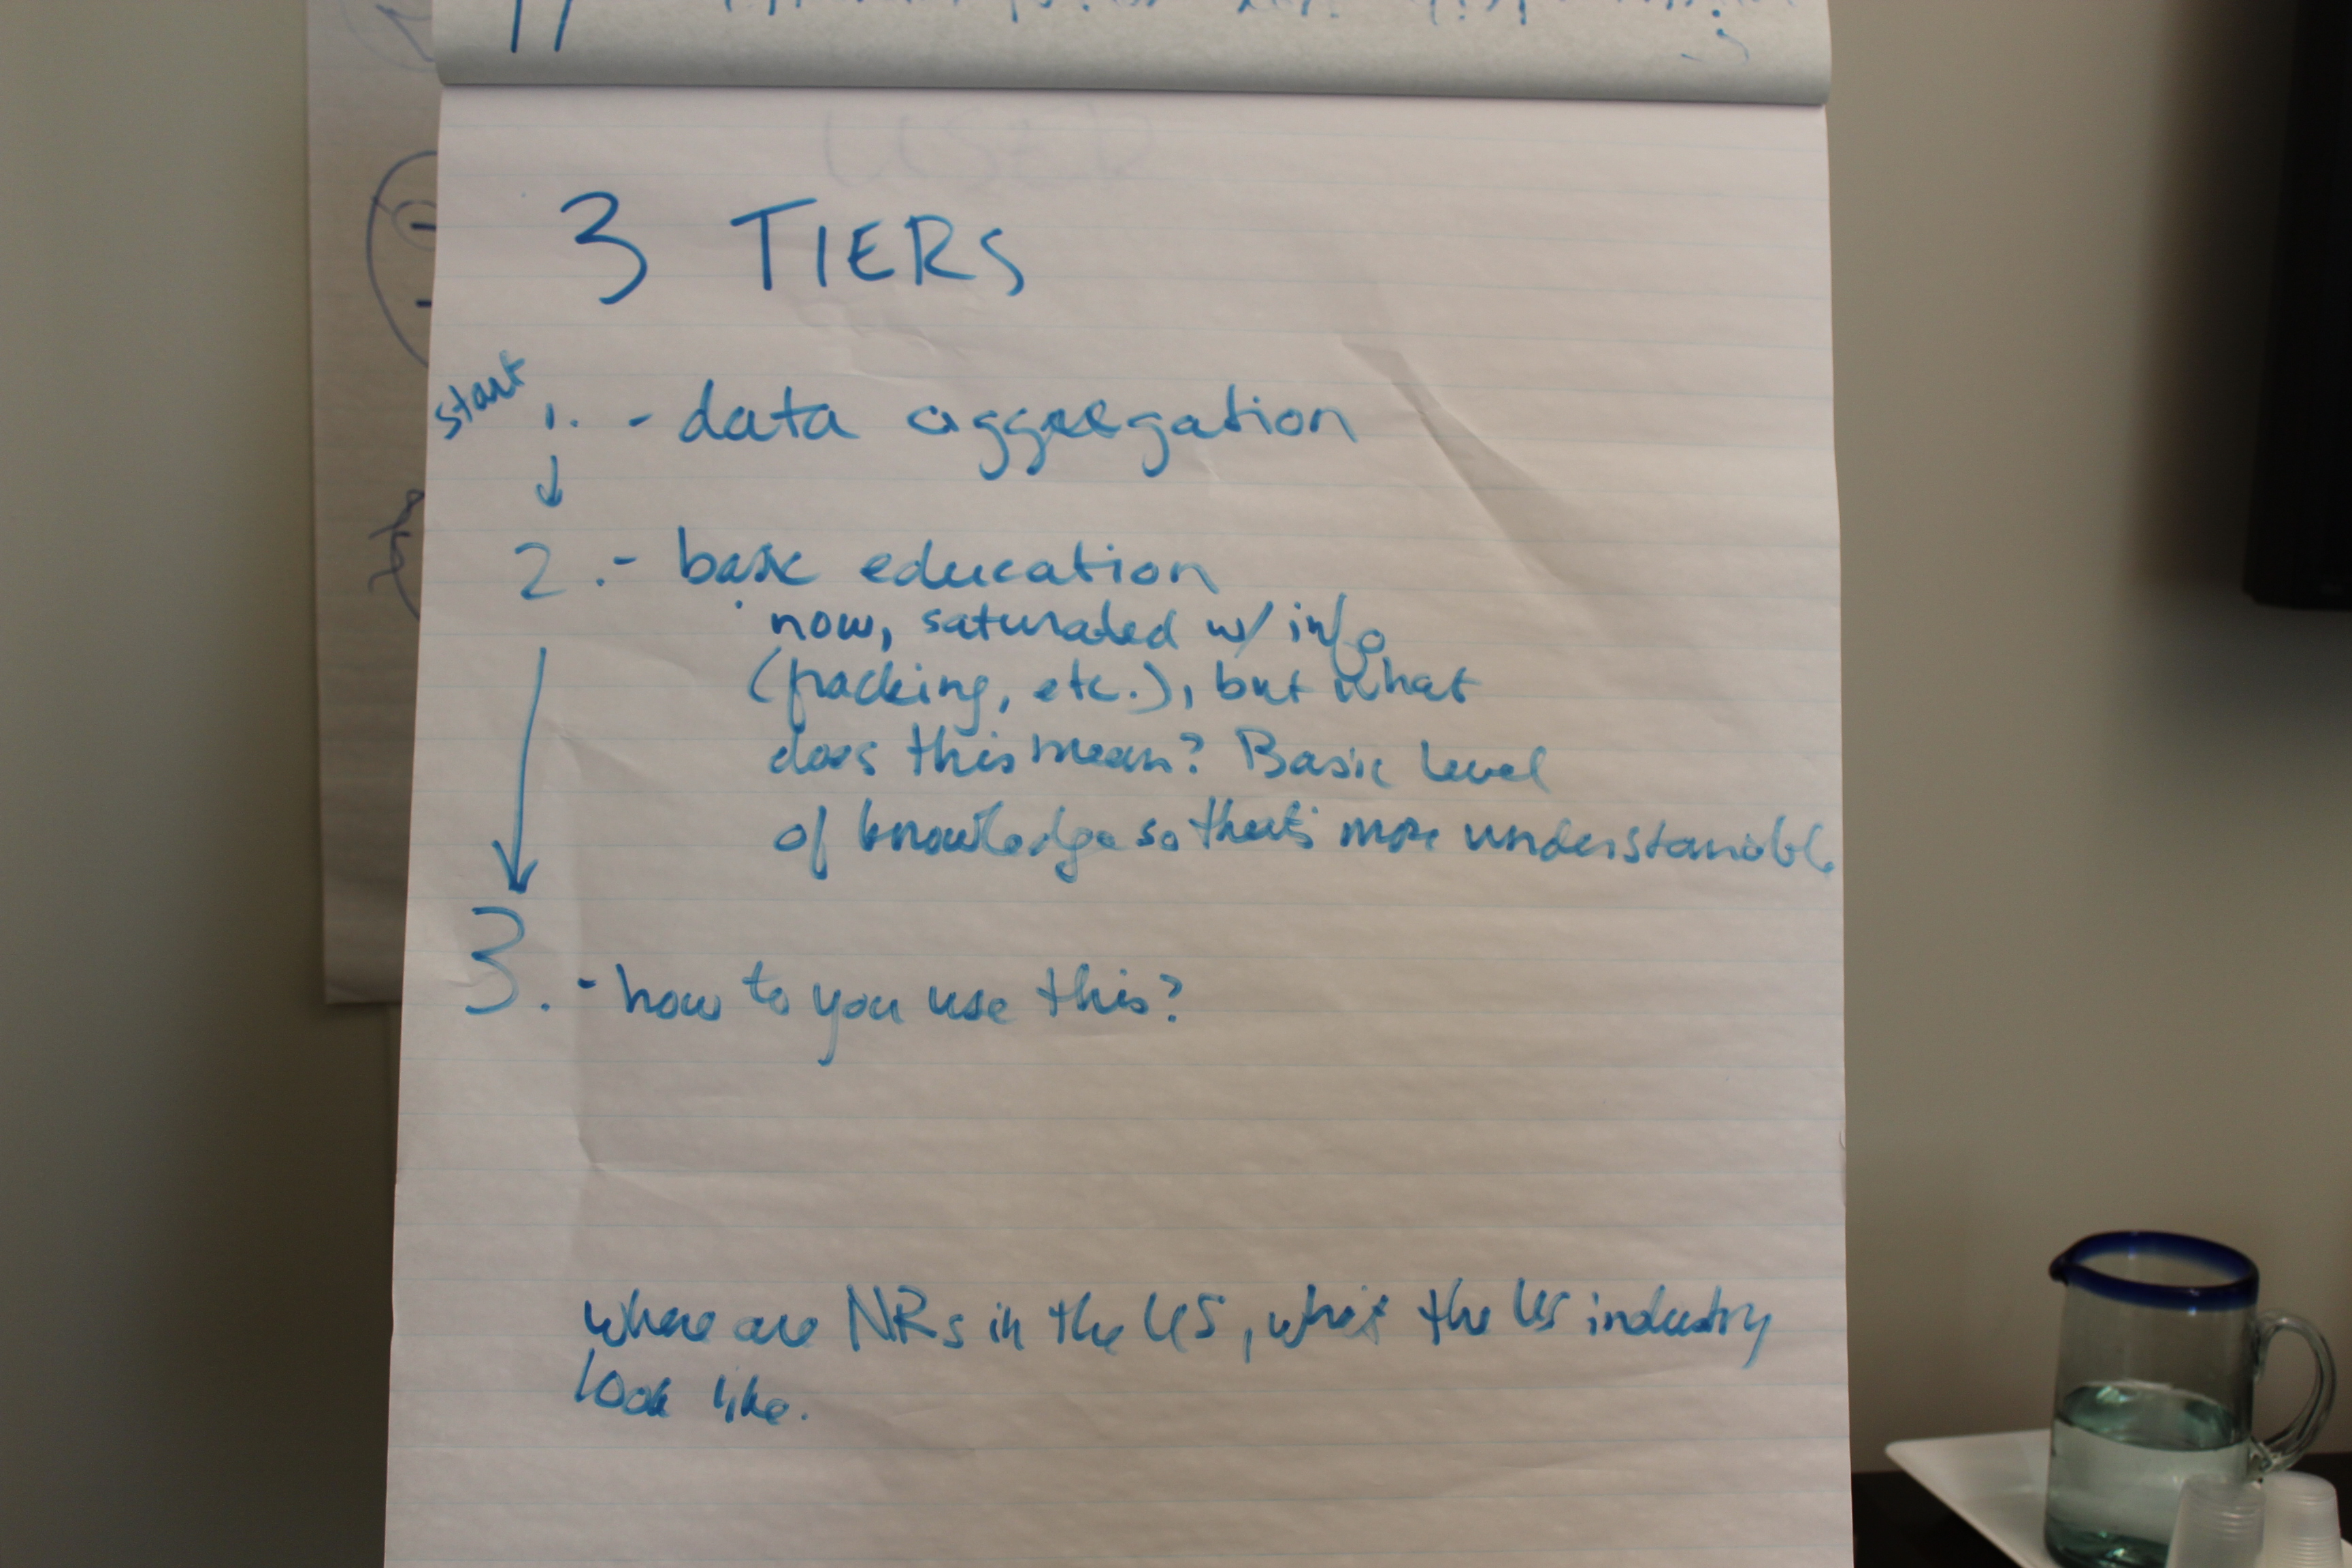 3 TIERS
start 1. - data aggregation
2. - basic education
now, saturated w/ info
(fracking, etc.), but what
does this mean? Basic level
of knowledge so that's more understandable
3. - how to you use this?
where are NRs in the US, what the US industry
look like.